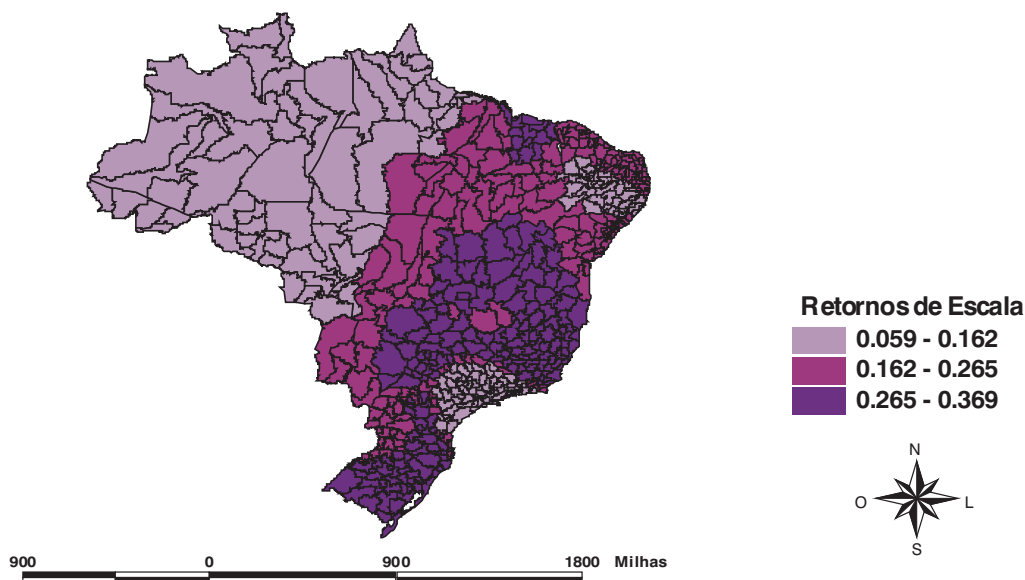 Retornos de Escala
0.059 - 0.162
0.162 - 0.265
0.265 - 0.369
N
O L
S
900 0 900 1800 Milhas